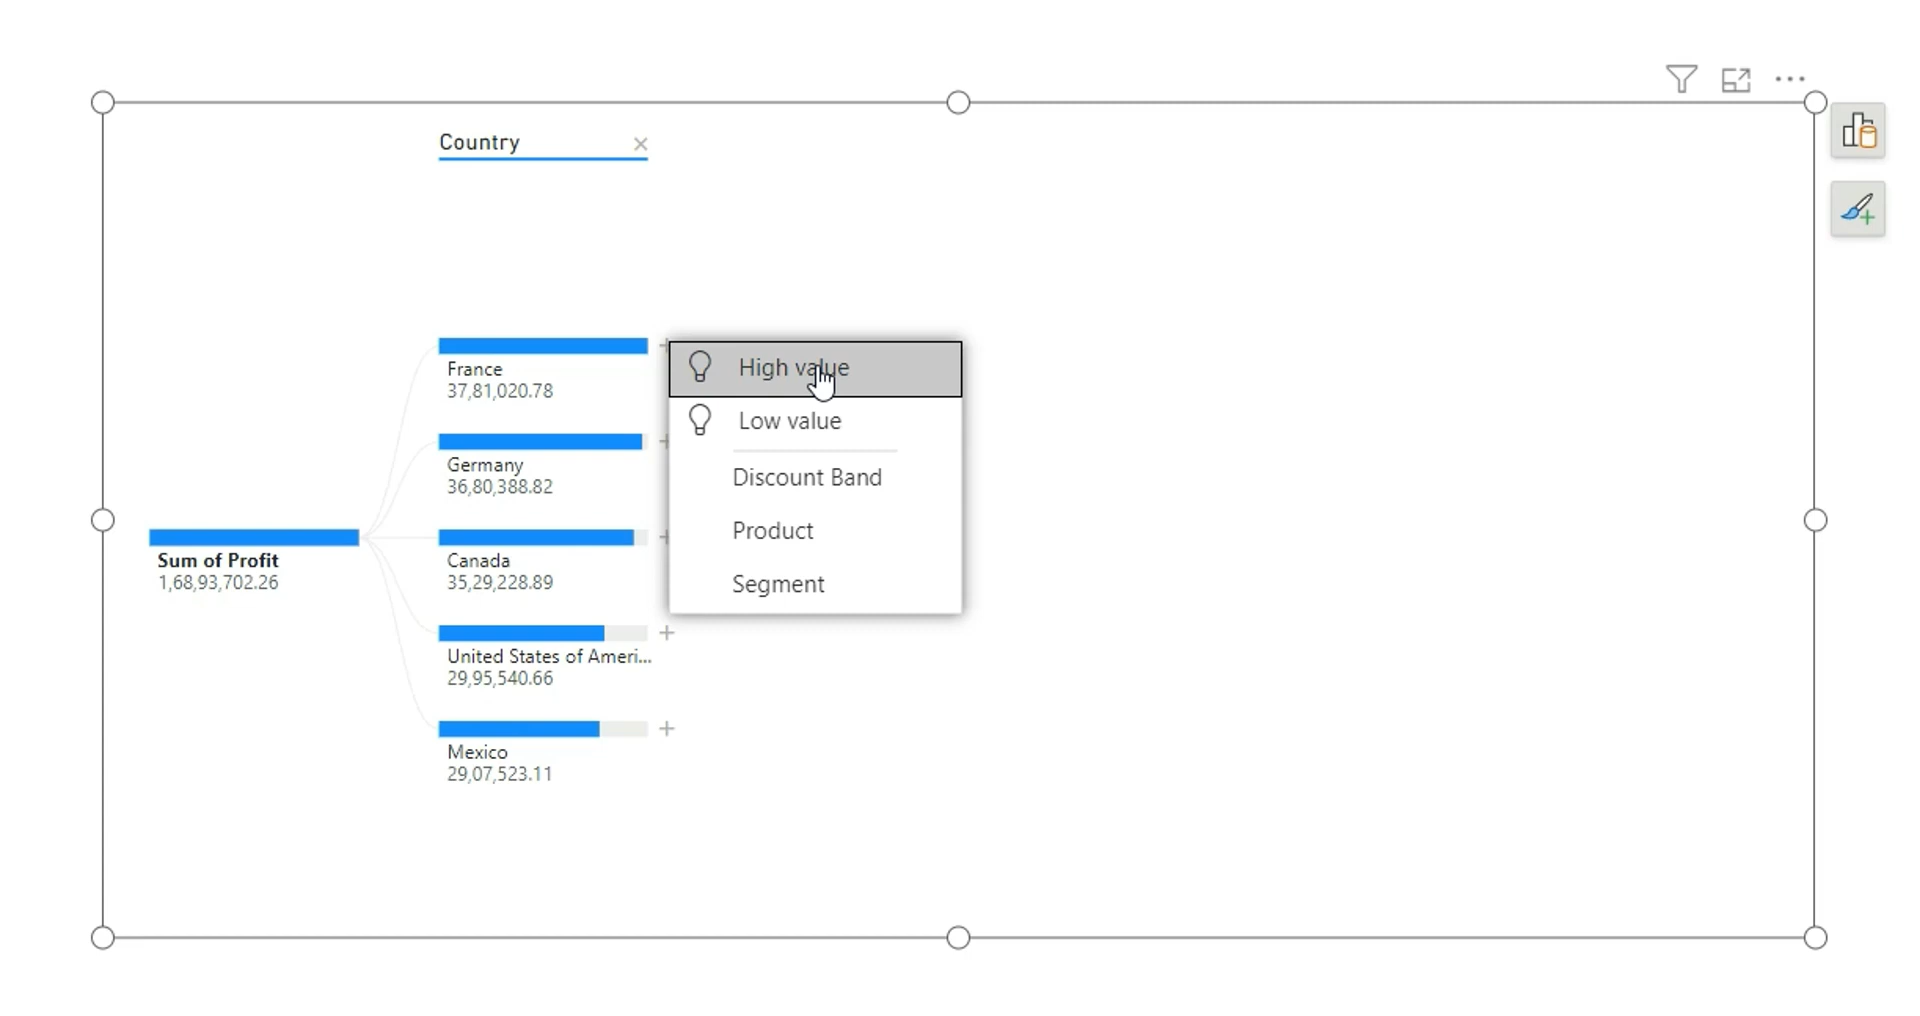 Country
Sum of Profit
1,68,93,702.26
France
37,81,020.78
Germany
36,80,388.82
Canada
35,29,228.89
United States of Ameri...
29,95,540.66
Mexico
29,07,523.11
High value
Low value
Discount Band
Product
Segment